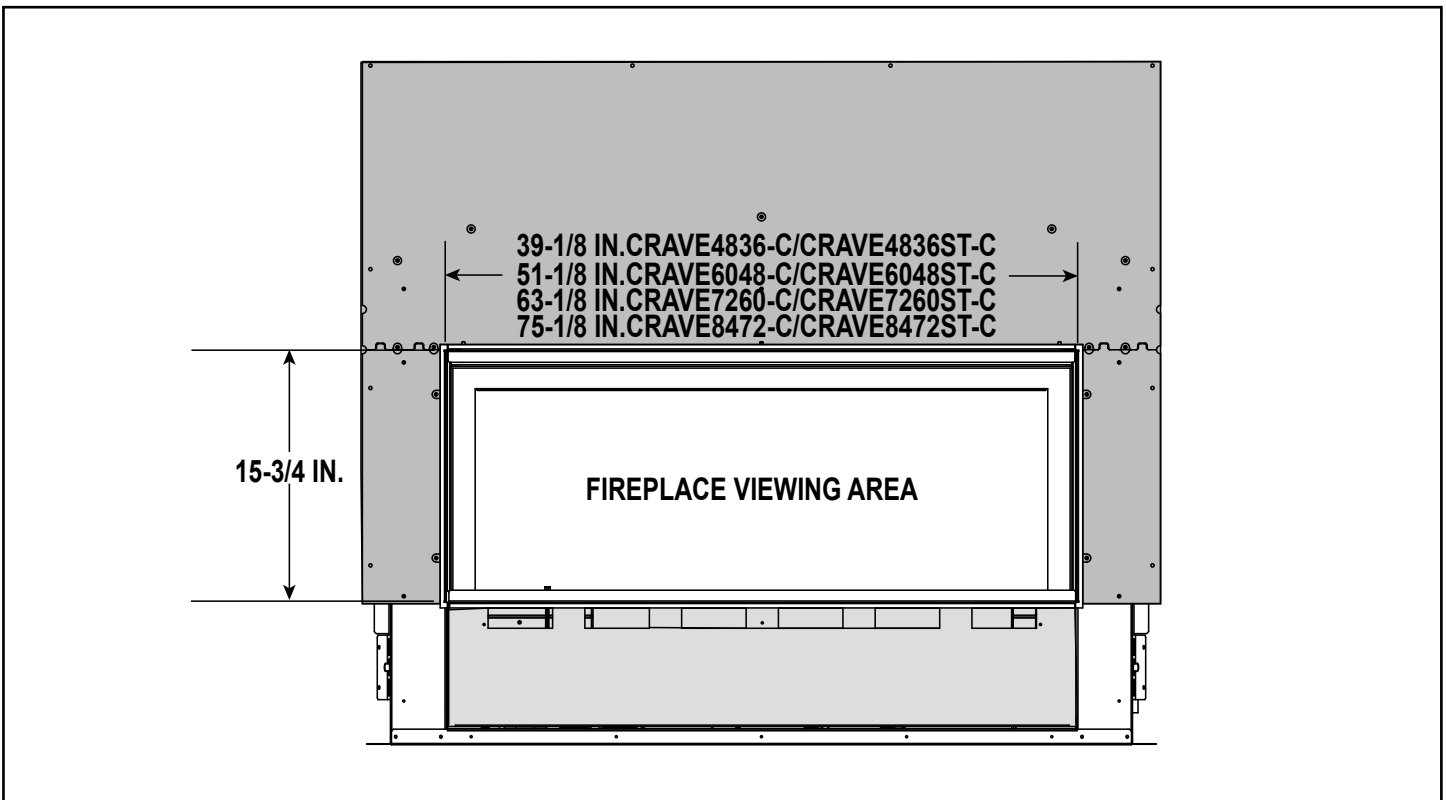 39-1/8 IN.CRAVE4836-C/CRAVE4836ST-C
51-1/8 IN.CRAVE6048-C/CRAVE6048ST-C
63-1/8 IN.CRAVE7260-C/CRAVE7260ST-C
75-1/8 IN.CRAVE8472-C/CRAVE8472ST-C
15-3/4 IN.
FIREPLACE VIEWING AREA